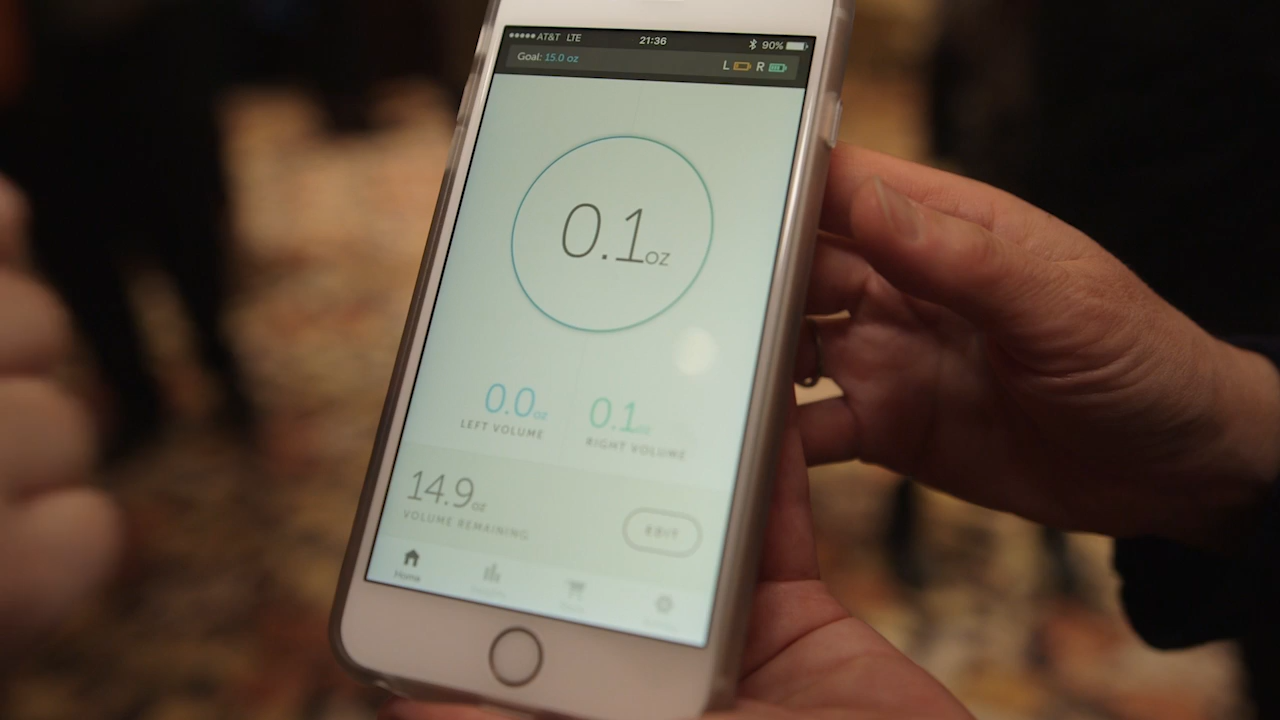 AT&T LTE 21:36 90%
Goal: 15.0 oz L R
0.1oz
0.0oz 0.1oz
LEFT VOLUME RIGHT VOLUME
14.9oz
VOLUME REMAINING
Home